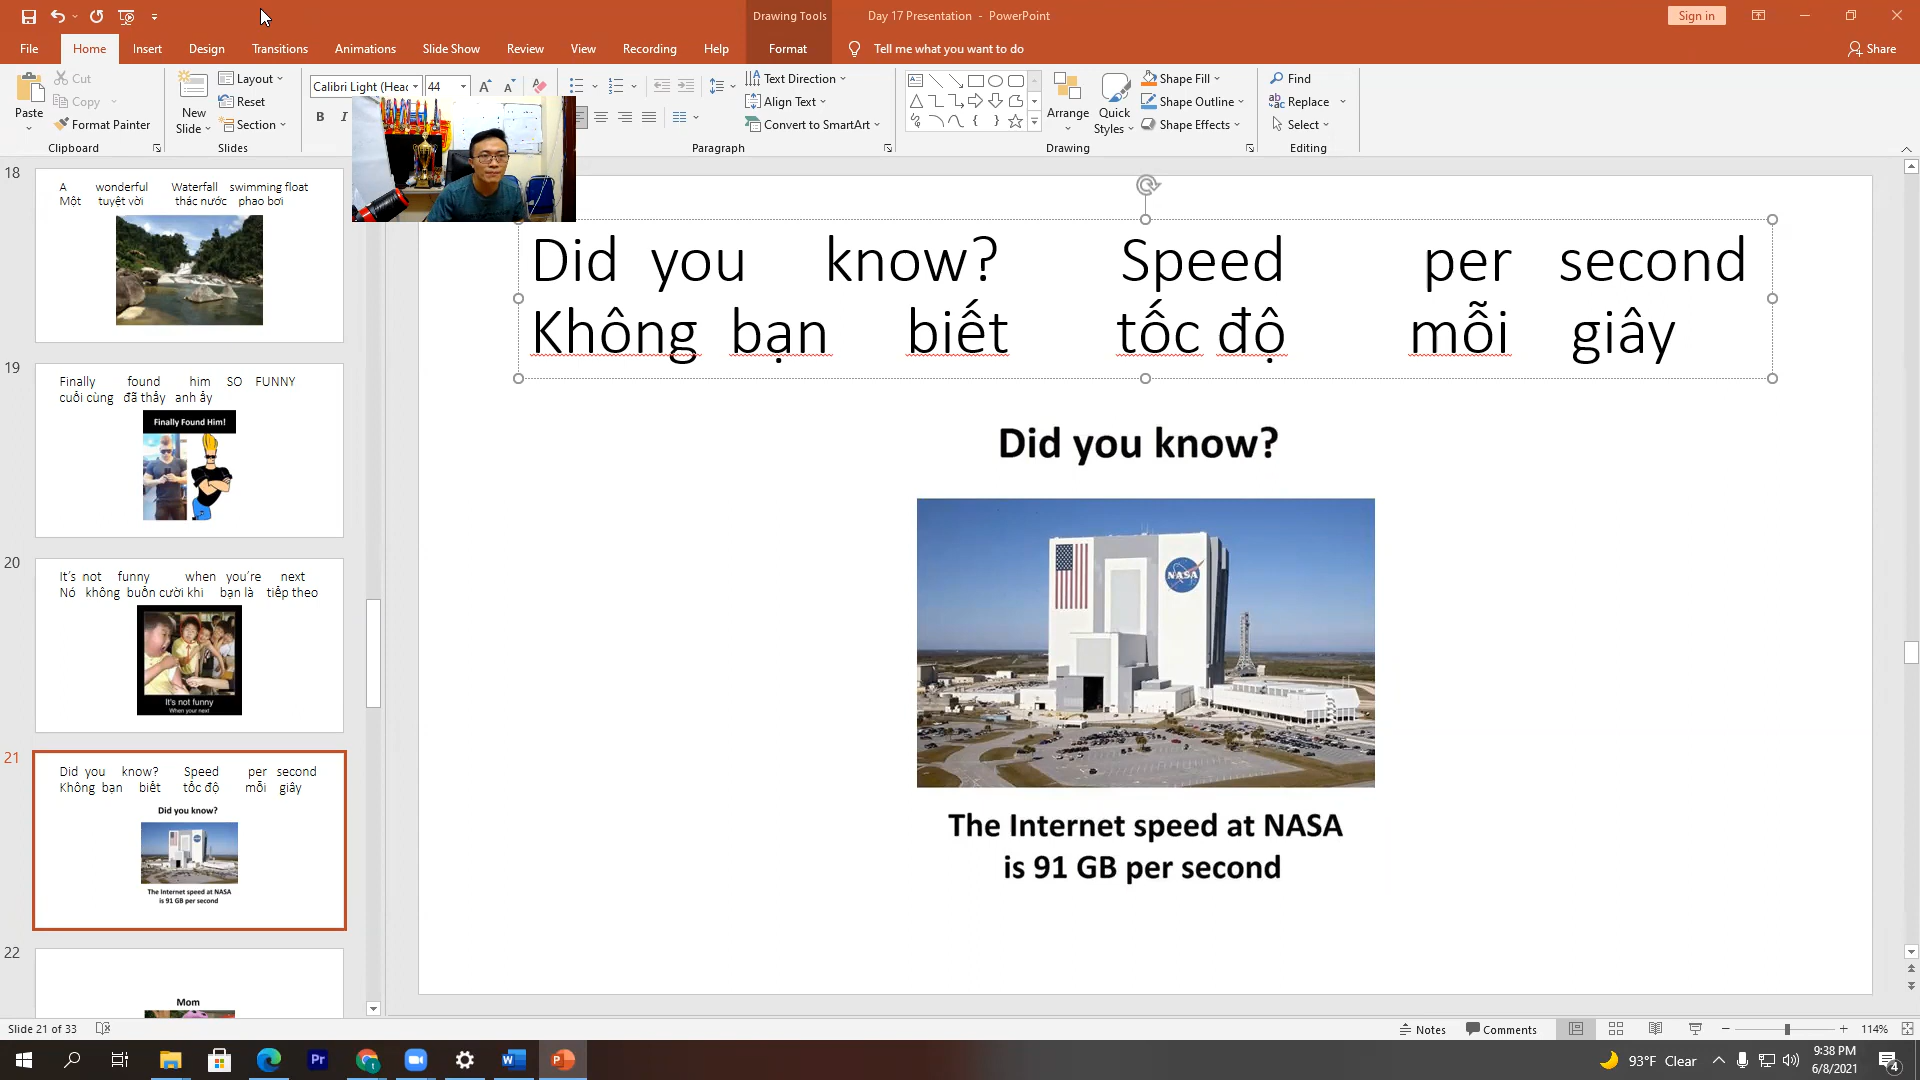 Day 17 Presentation - PowerPoint
Drawing Tools
Sign in
File Home Insert Design Transitions Animations Slide Show Review View Recording Help Format Tell me what you want to do Share
Cut
Copy
Format Painter
Paste
Clipboard
New Slide
Layout
Reset
Section
Slides
Calibri Light (Head
44
B I
Text Direction
Align Text
Convert to SmartArt
Paragraph
Arrange
Quick Styles
Shape Fill
Shape Outline
Shape Effects
Drawing
Find
Replace
Select
Editing
18
A wonderful Waterfall swimming float
Một tuyệt vời thác nước phao bơi
19
Finally found him SO FUNNY
cuối cùng đã thấy anh ấy
Finally Found Him!
20
It's not funny when you're next
Nó không buồn cười khi bạn là tiếp theo
It's not funny
When your next
21
Did you know? Speed per second
Không bạn biết tốc độ mỗi giây
Did you know?
The Internet speed at NASA
is 91 GB per second
22
Mom
Did you know? Speed per second
Không bạn biết tốc độ mỗi giây
Did you know?
NASA
The Internet speed at NASA
is 91 GB per second
Slide 21 of 33
Notes
Comments
114%
Pr
W
P
93°F Clear
9:38 PM
6/8/2021
4